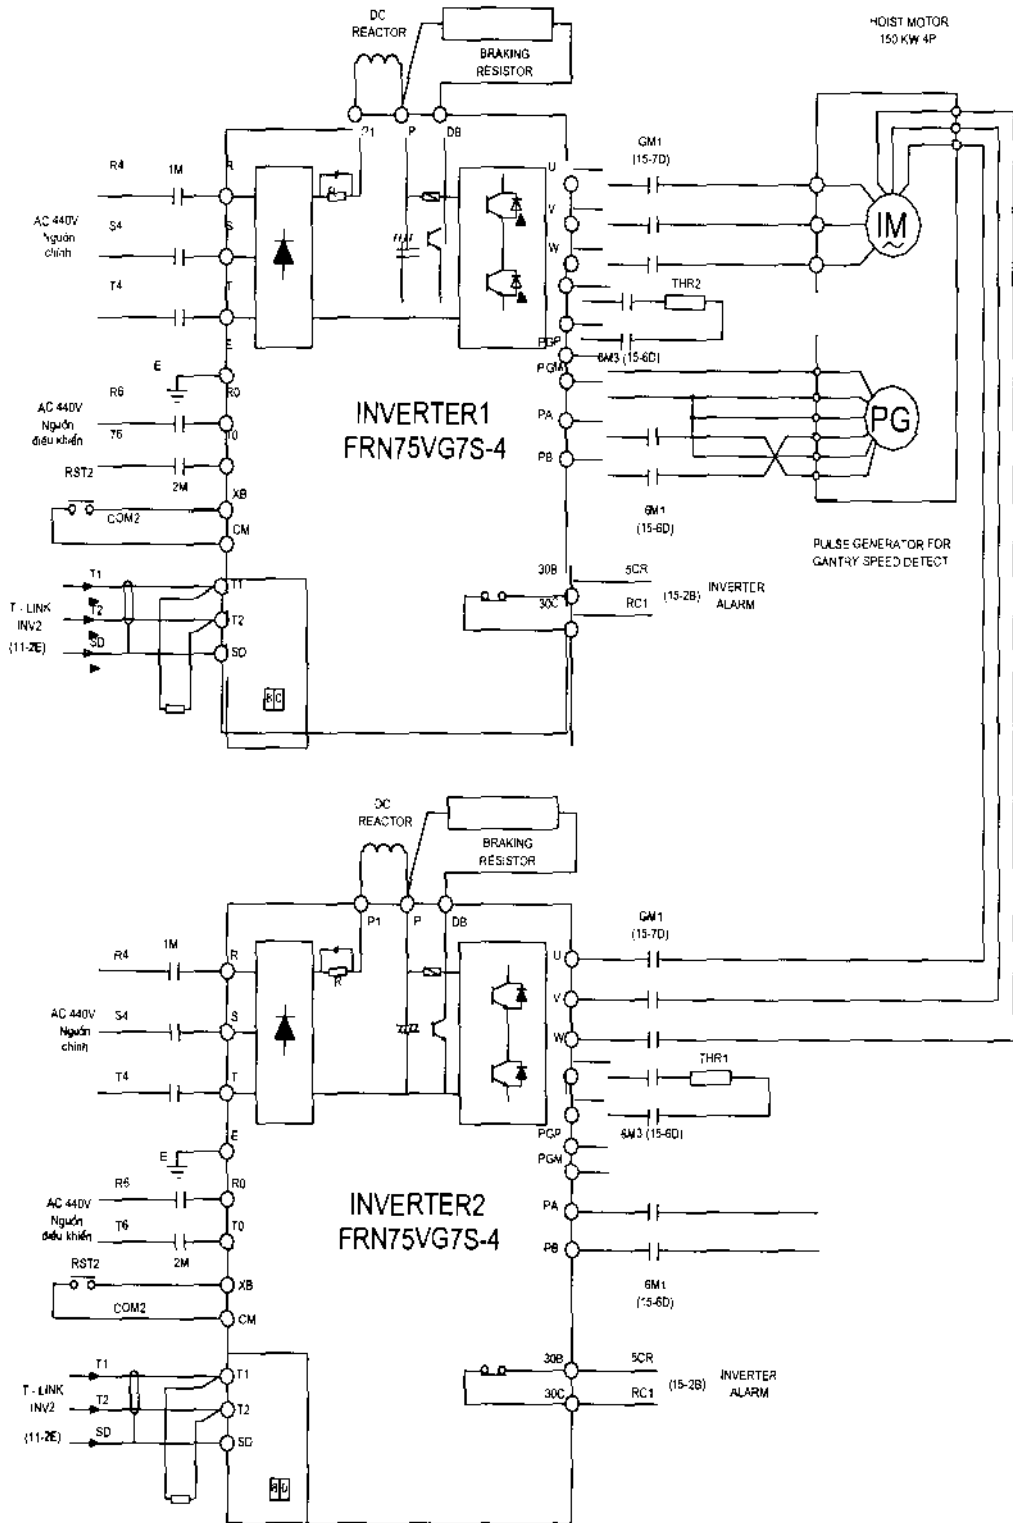 DC
REACTOR
BRAKING
RESISTOR
HOIST MOTOR
150 KW 4P
P1
P
DB
R4
1M
R
AC 440V
Nguồn
chính
S4
S
T4
T
U
V
W
GM1
(15-7D)
IM
THR2
E
E
PGP
6M3 (15-6D)
PGM
R6
R0
AC 440V
Nguồn
điều khiển
T6
T0
INVERTER1
FRN75VG7S-4
PA
PB
PG
RST2
2M
XB
COM2
CM
6M1
(15-6D)
PULSE GENERATOR FOR
GANTRY SPEED DETECT
T1
T1
T - LINK
INV2
(11-2E)
T2
T2
SD
SD
30B
5CR
30C
RC1
(15-2B)
INVERTER
ALARM
DC
REACTOR
BRAKING
RESISTOR
P1
P
DB
R4
1M
R
R
AC 440V
Nguồn
chính
S4
S
T4
T
U
V
W
GM1
(15-7D)
THR1
E
E
PGP
6M3 (15-6D)
PGM
R6
R0
AC 440V
Nguồn
điều khiển
T6
T0
INVERTER2
FRN75VG7S-4
PA
PB
RST2
2M
XB
COM2
CM
6M1
(15-6D)
T1
T1
T - LINK
INV2
(11-2E)
T2
T2
SD
SD
30B
5CR
30C
RC1
(15-2B)
INVERTER
ALARM